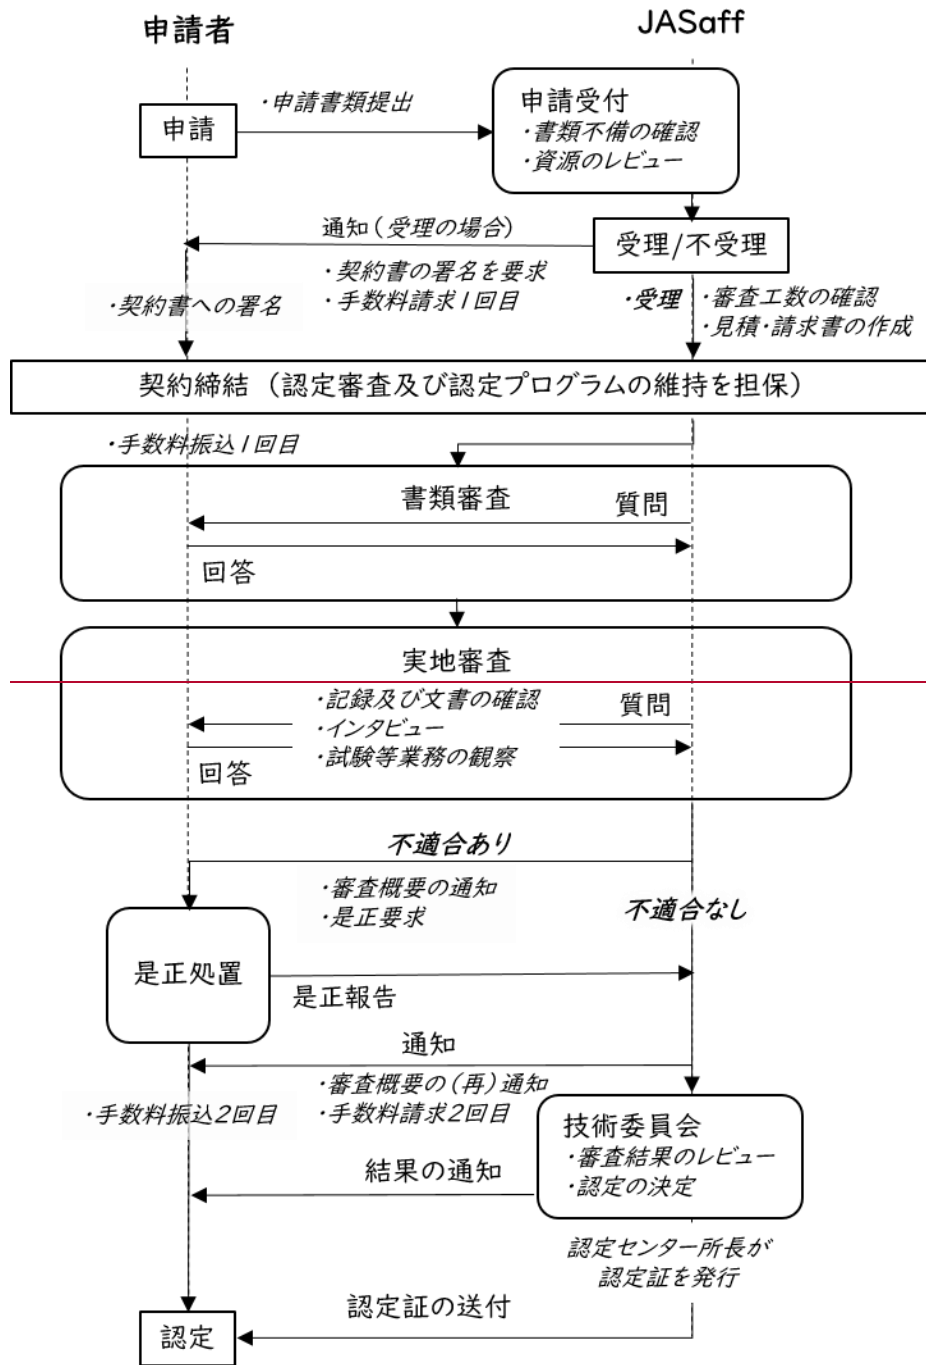 申請者
JASaff
申請
・申請書類提出
申請受付
・書類不備の確認
・資源のレビュー
通知（受理の場合）
受理/不受理
・契約書の署名を要求
・手数料請求1回目
・契約書への署名
・受理
・審査工数の確認
・見積・請求書の作成
契約締結 （認定審査及び認定プログラムの維持を担保）
・手数料振込1回目
書類審査
質問
回答
実地審査
・記録及び文書の確認
・インタビュー
・試験等業務の観察
質問
回答
不適合あり
・審査概要の通知
・是正要求
不適合なし
是正処置
是正報告
通知
・審査概要の（再）通知
・手数料請求2回目
・手数料振込2回目
技術委員会
・審査結果のレビュー
・認定の決定
結果の通知
認定センター所長が
認定証を発行
認定証の送付
認定